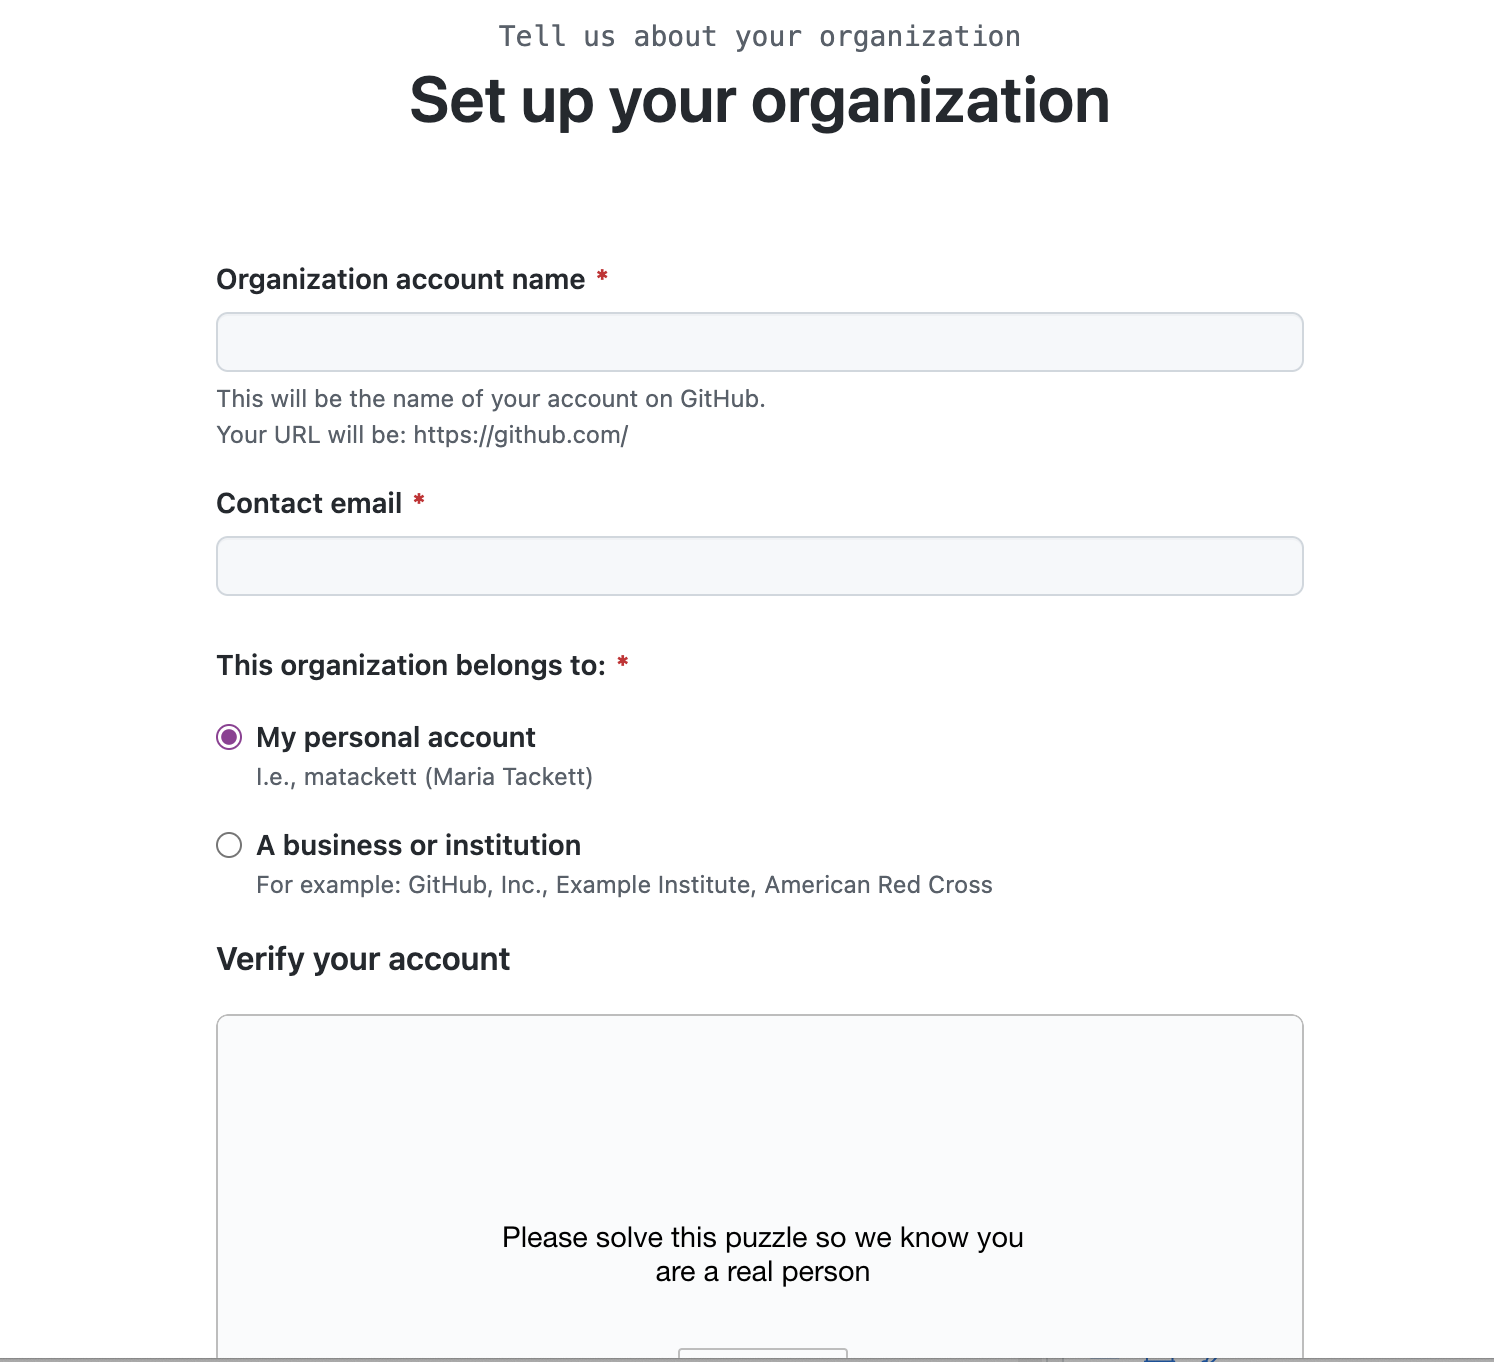 Tell us about your organization
Set up your organization
Organization account name *
This will be the name of your account on GitHub.
Your URL will be: https://github.com/
Contact email *
This organization belongs to: *
My personal account
I.e., matackett (Maria Tackett)
A business or institution
For example: GitHub, Inc., Example Institute, American Red Cross
Verify your account
Please solve this puzzle so we know you
are a real person